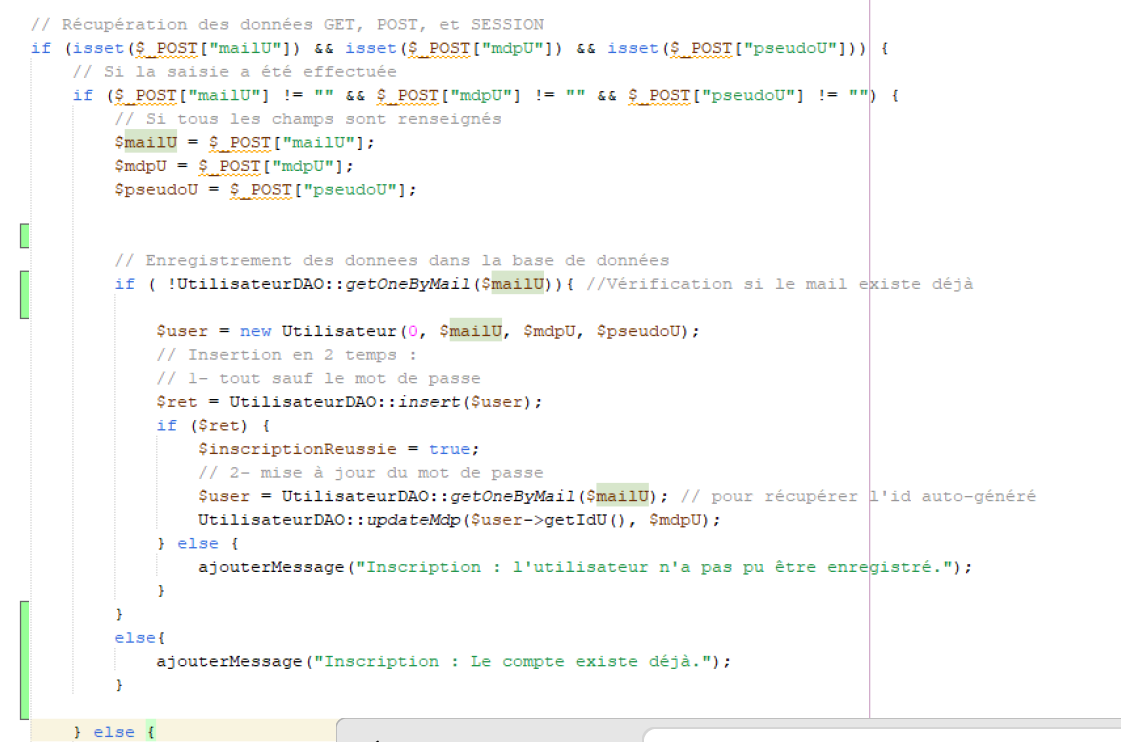 // Récupération des données GET, POST, et SESSION
if (isset($_POST["mailU"]) && isset($_POST["mdpU"]) && isset($_POST["pseudoU"])) {
// Si la saisie a été effectuée
if ($_POST["mailU"] != "" && $_POST["mdpU"] != "" && $_POST["pseudoU"] != "") {
// Si tous les champs sont renseignés
$mailU = $_POST["mailU"];
$mdpU = $_POST["mdpU"];
$pseudoU = $_POST["pseudoU"];
// Enregistrement des donnees dans la base de données
if ( !UtilisateurDAO::getOneByMail($mailU)){ //Vérification si le mail existe déjà
$user = new Utilisateur(0, $mailU, $mdpU, $pseudoU);
// Insertion en 2 temps :
// 1- tout sauf le mot de passe
$ret = UtilisateurDAO::insert($user);
if ($ret) {
$inscriptionReussie = true;
// 2- mise à jour du mot de passe
$user = UtilisateurDAO::getOneByMail($mailU); // pour récupérer l'id auto-généré
UtilisateurDAO::updateMdp($user->getIdU(), $mdpU);
} else {
ajouterMessage("Inscription : l'utilisateur n'a pas pu être enregistré.");
}
}
else{
ajouterMessage("Inscription : Le compte existe déjà.");
}
} else {